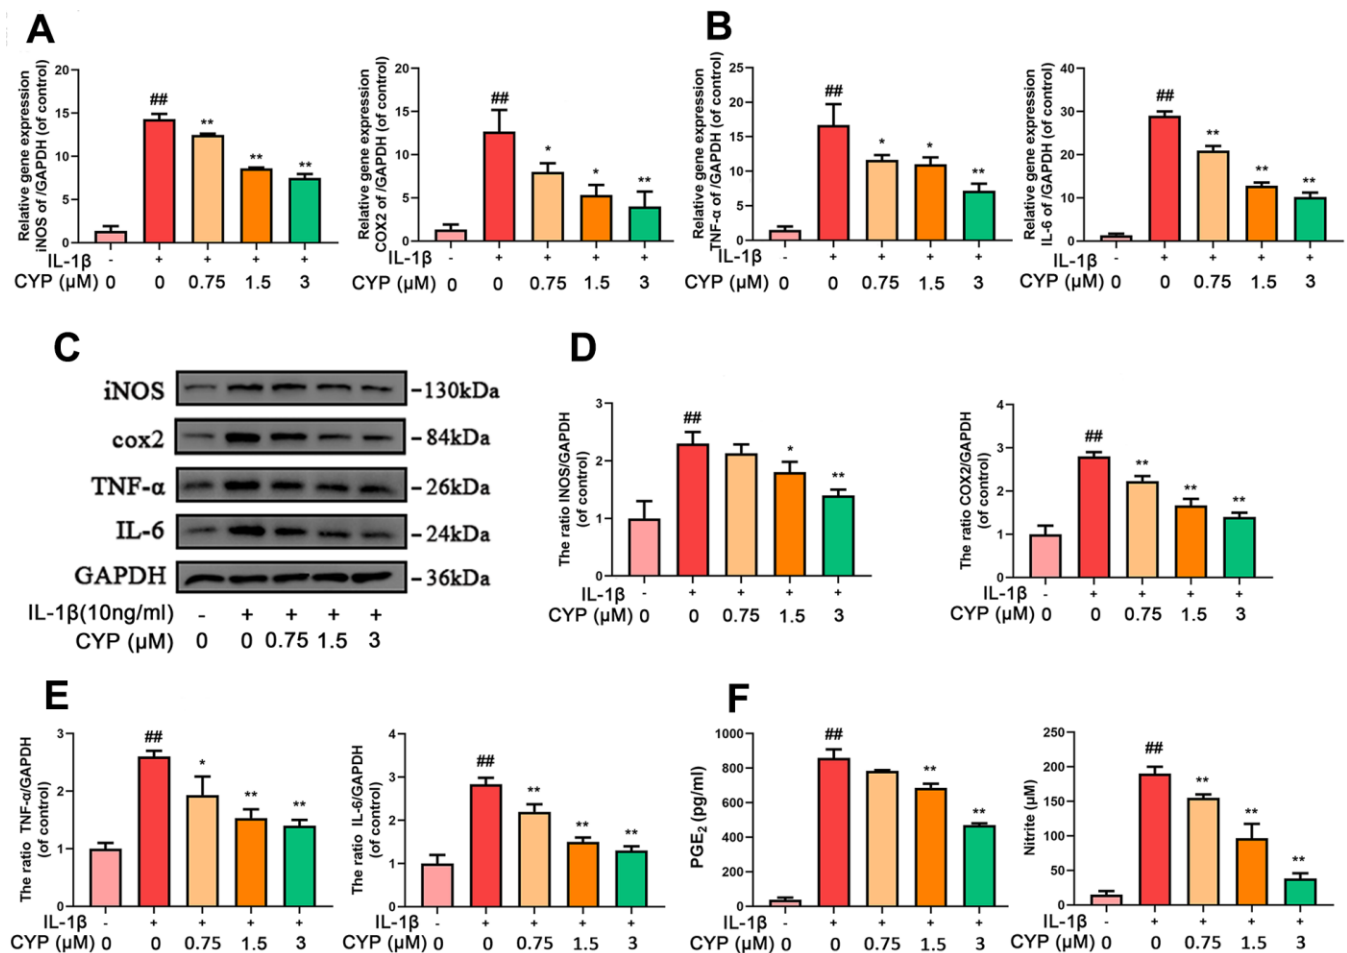 A
Relative gene expression
iNOS of /GAPDH (of control)
20
15
10
5
0
##
**
**
**
IL-1β - + + + +
CYP (μM) 0 0 0.75 1.5 3
Relative gene expression
COX2 of /GAPDH (of control)
20
15
10
5
0
##
*
*
**
IL-1β - + + + +
CYP (μM) 0 0 0.75 1.5 3
B
Relative gene expression
TNF-α of /GAPDH (of control)
25
20
15
10
5
0
##
*
*
**
IL-1β - + + + +
CYP (μM) 0 0 0.75 1.5 3
Relative gene expression
IL-6 of /GAPDH (of control)
40
30
20
10
0
##
**
**
**
IL-1β - + + + +
CYP (μM) 0 0 0.75 1.5 3
C
iNOS -130kDa
cox2 -84kDa
TNF-α -26kDa
IL-6 -24kDa
GAPDH -36kDa
IL-1β(10ng/ml) - + + + +
CYP (μM) 0 0 0.75 1.5 3
D
The ratio iNOS/GAPDH
(of control)
3
2
1
0
##
*
**
IL-1β - + + + +
CYP (μM) 0 0 0.75 1.5 3
The ratio COX2/GAPDH
(of control)
4
3
2
1
0
##
**
**
**
IL-1β - + + + +
CYP (μM) 0 0 0.75 1.5 3
E
The ratio TNF-α/GAPDH
(of control)
3
2
1
0
##
*
**
**
IL-1β - + + + +
CYP (μM) 0 0 0.75 1.5 3
The ratio IL-6/GAPDH
(of control)
4
3
2
1
0
##
**
**
**
IL-1β - + + + +
CYP (μM) 0 0 0.75 1.5 3
F
PGE₂ (pg/ml)
1000
800
600
400
200
0
##
**
**
IL-1β - + + + +
CYP (μM) 0 0 0.75 1.5 3
Nitrite (μM)
250
200
150
100
50
0
##
**
**
**
IL-1β - + + + +
CYP (μM) 0 0 0.75 1.5 3